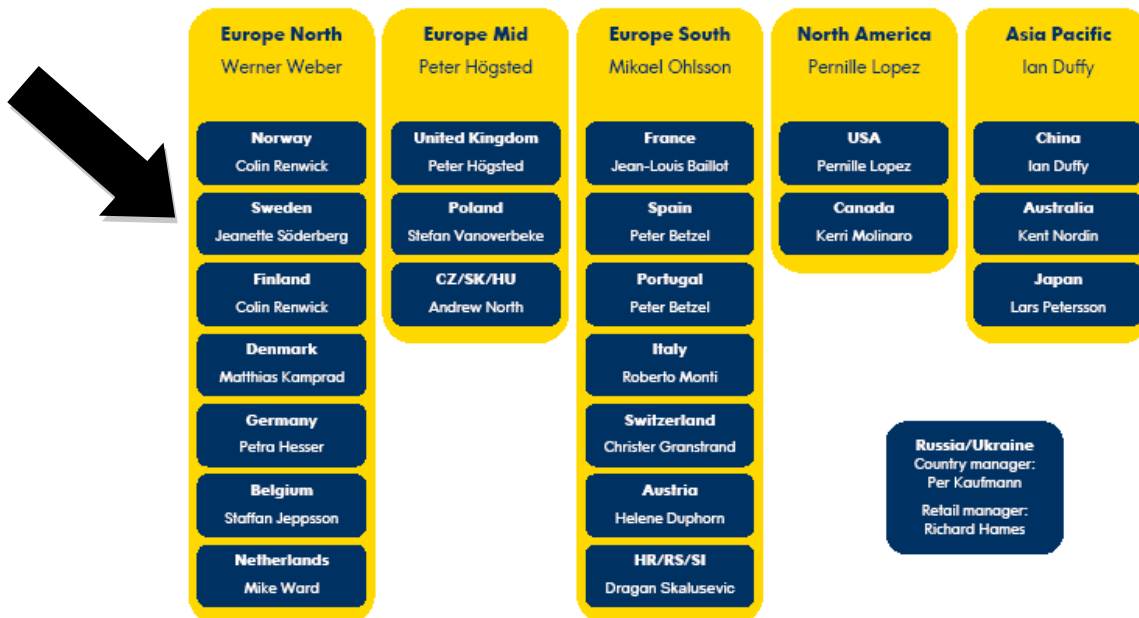 Europe North
Werner Weber
Norway
Colin Renwick
Sweden
Jeanette Söderberg
Finland
Colin Renwick
Denmark
Matthias Kamprad
Germany
Petra Hesser
Belgium
Staffan Jeppsson
Netherlands
Mike Ward
Europe Mid
Peter Högsted
United Kingdom
Peter Högsted
Poland
Stefan Vanoverbeke
CZ/SK/HU
Andrew North
Europe South
Mikael Ohlsson
France
Jean-Louis Baillot
Spain
Peter Betzel
Portugal
Peter Betzel
Italy
Roberto Monti
Switzerland
Christer Granstrand
Austria
Helene Duphorn
HR/RS/SI
Dragan Skalusevic
North America
Pernille Lopez
USA
Pernille Lopez
Canada
Kerri Molinaro
Asia Pacific
Ian Duffy
China
Ian Duffy
Australia
Kent Nordin
Japan
Lars Petersson
Russia/Ukraine
Country manager:
Per Kaufmann
Retail manager:
Richard Hames